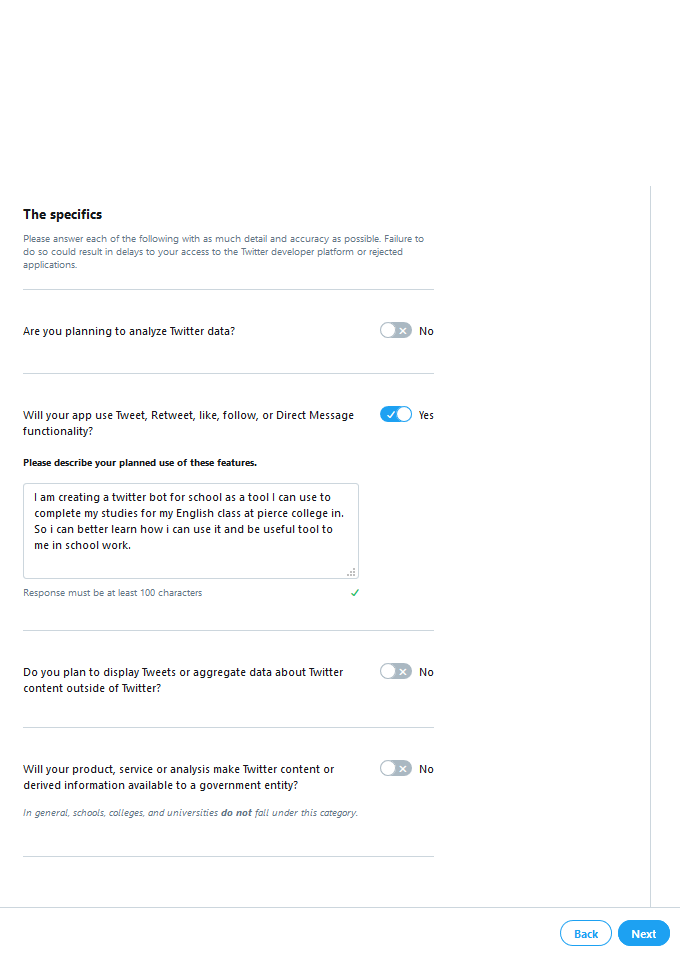 The specifics
Please answer each of the following with as much detail and accuracy as possible. Failure to
do so could result in delays to your access to the Twitter developer platform or rejected
applications.
Are you planning to analyze Twitter data?
No
Will your app use Tweet, Retweet, like, follow, or Direct Message
functionality?
Yes
Please describe your planned use of these features.
I am creating a twitter bot for school as a tool I can use to
complete my studies for my English class at pierce college in.
So i can better learn how i can use it and be useful tool to
me in school work.
Response must be at least 100 characters
Do you plan to display Tweets or aggregate data about Twitter
content outside of Twitter?
No
Will your product, service or analysis make Twitter content or
derived information available to a government entity?
No
In general, schools, colleges, and universities do not fall under this category.
Back
Next